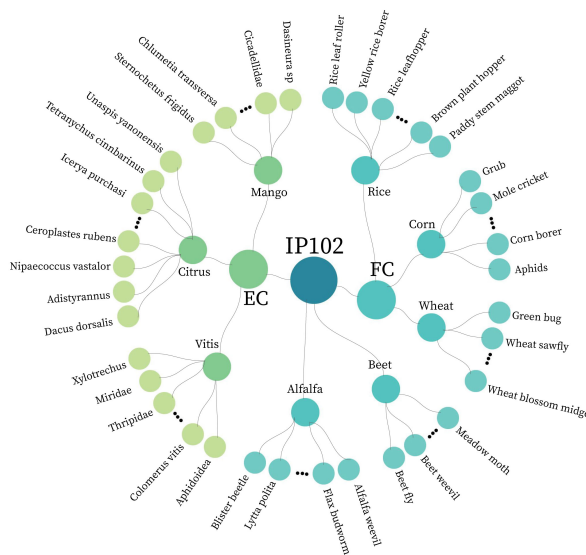 IP102
EC
FC
Mango
Sternochetus frigidus
Chlumetia transversa
Cicadellidae
Dasineura sp
Citrus
Unaspis yanonensis
Tetranychus cinnbarinus
Icerya purchasi
Ceroplastes rubens
Nipaecoccus vastalor
Adistyrannus
Dacus dorsalis
Vitis
Xylotrechus
Miridae
Thripidae
Colomerus vitis
Aphidoidea
Rice
Rice leaf roller
Yellow rice borer
Rice leafhopper
Brown plant hopper
Paddy stem maggot
Corn
Grub
Mole cricket
Corn borer
Aphids
Wheat
Green bug
Wheat sawfly
Wheat blossom midge
Beet
Meadow moth
Beet weevil
Beet fly
Alfalfa
Alfalfa weevil
Flax budworm
Lytta polita
Blister beetle